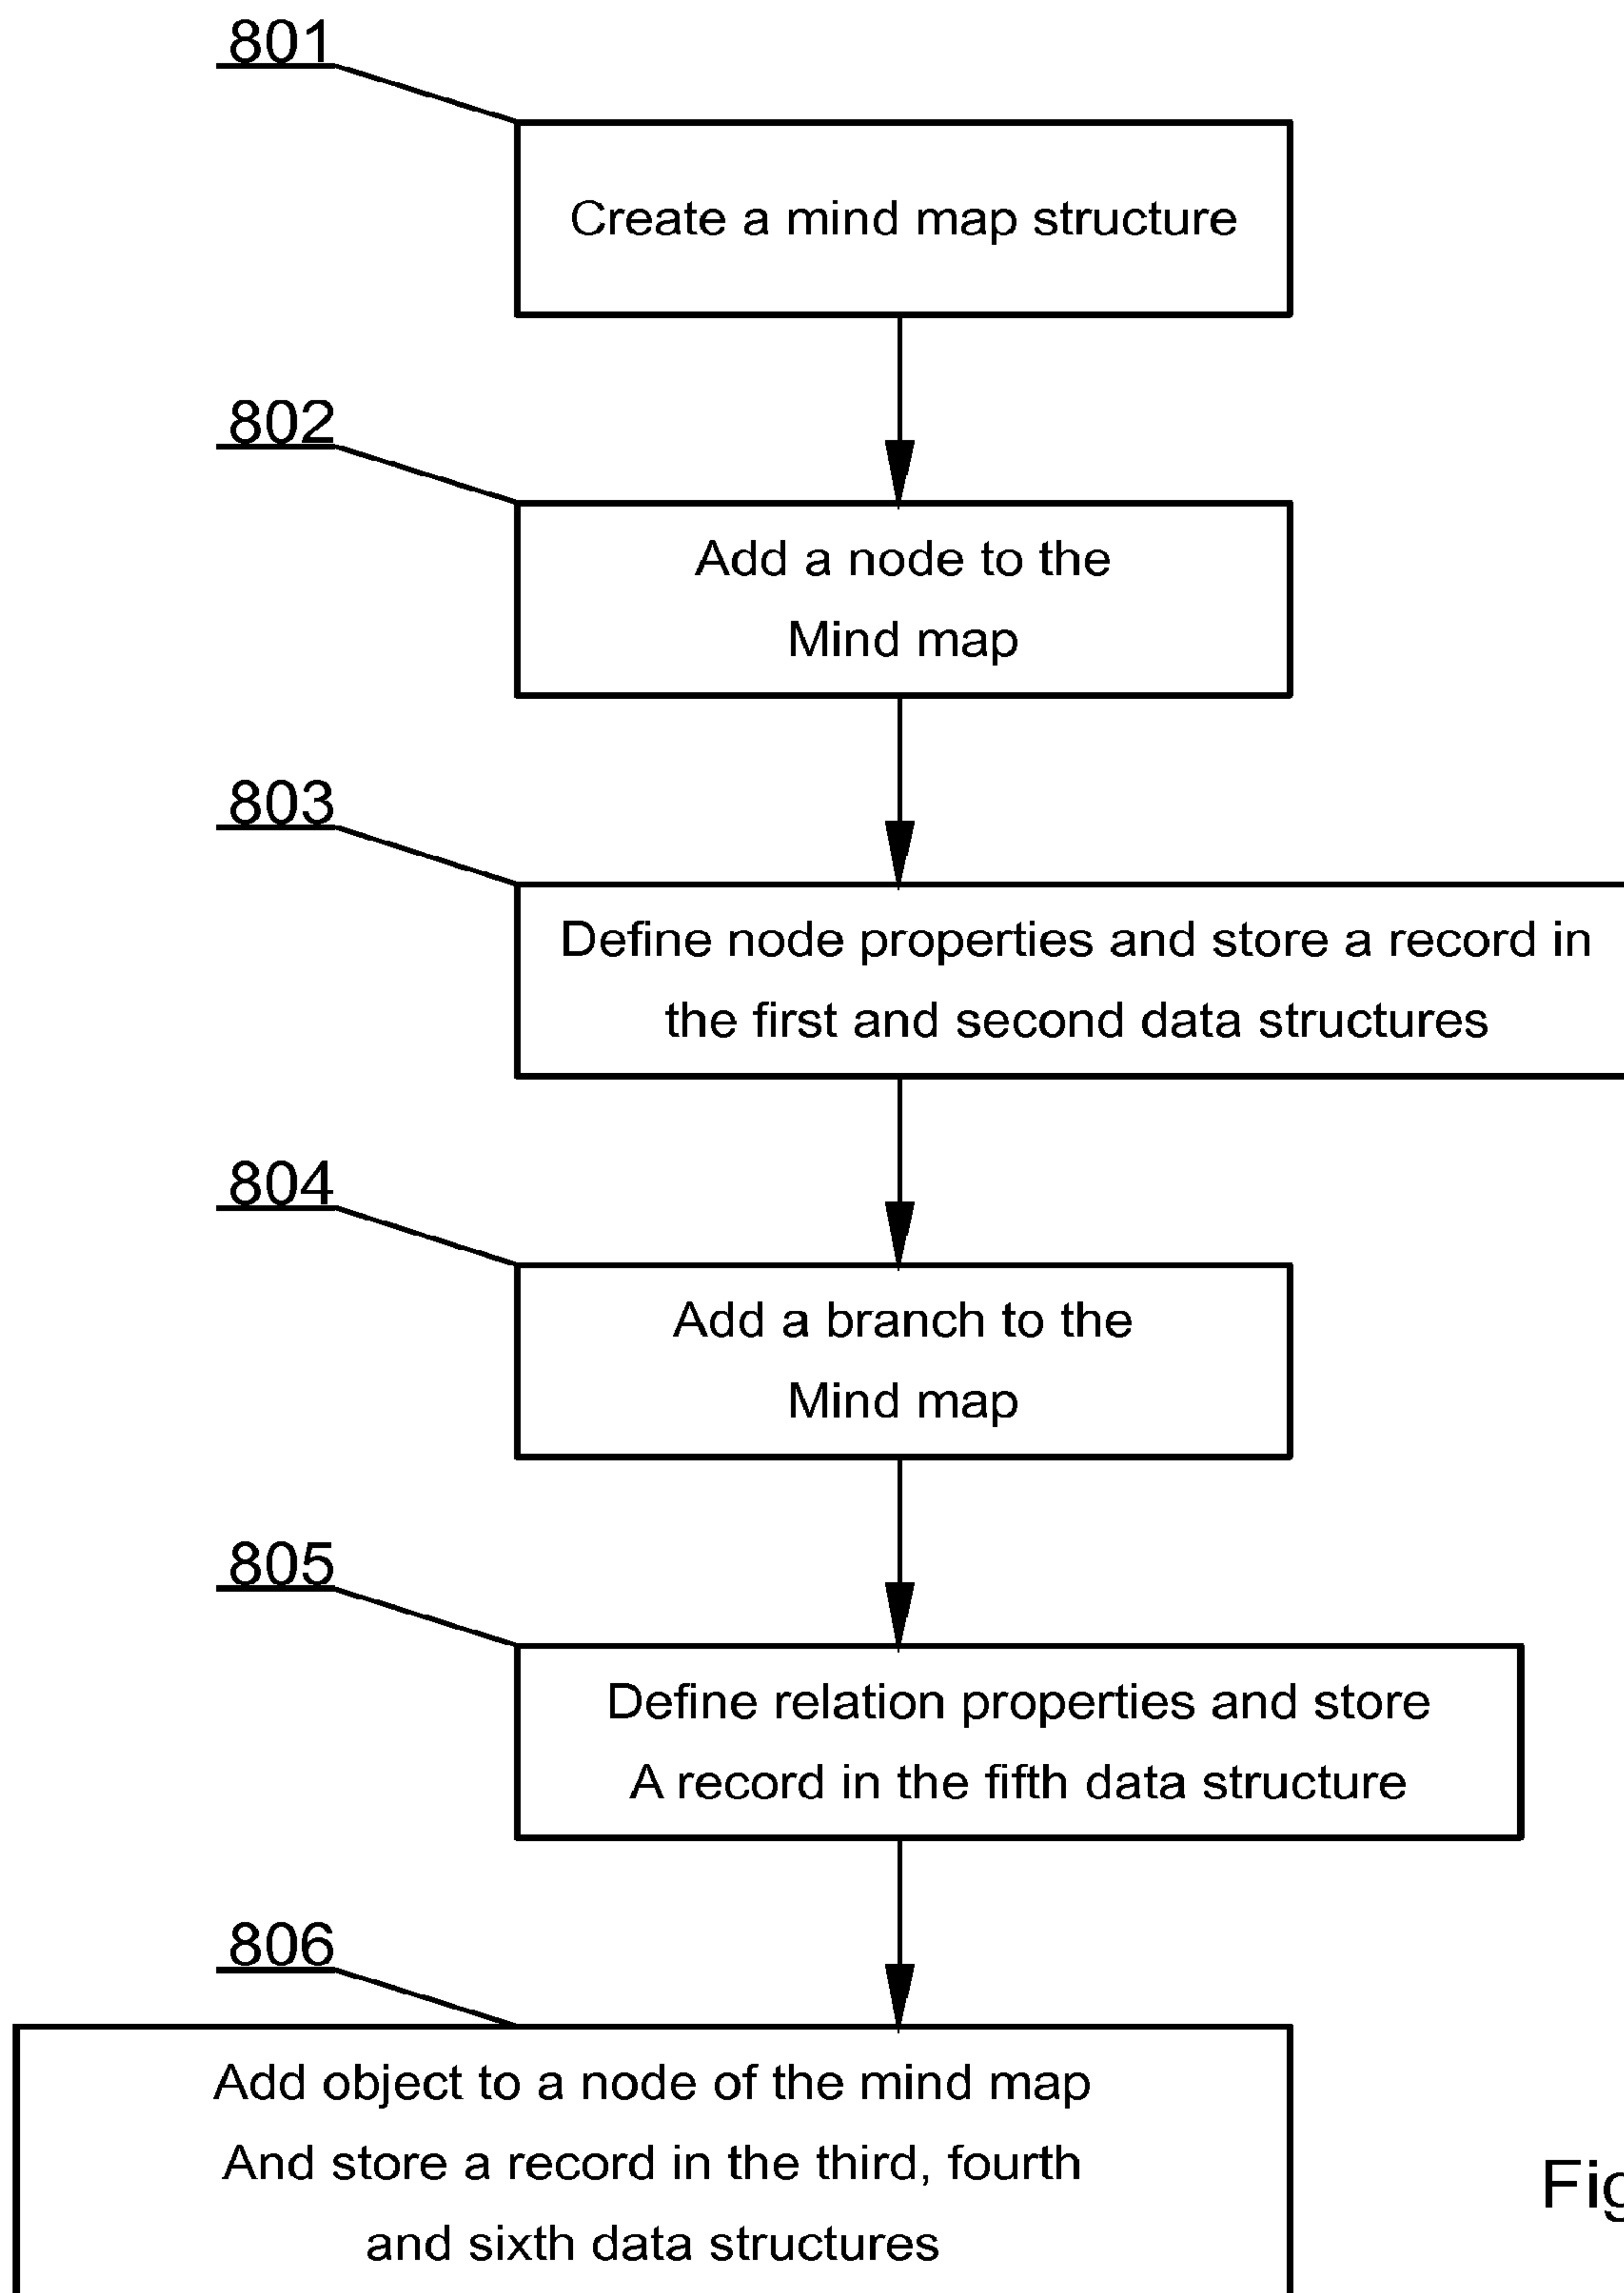 801
Create a mind map structure
802
Add a node to the
Mind map
803
Define node properties and store a record in
the first and second data structures
804
Add a branch to the
Mind map
805
Define relation properties and store
A record in the fifth data structure
806
Add object to a node of the mind map
And store a record in the third, fourth
and sixth data structures